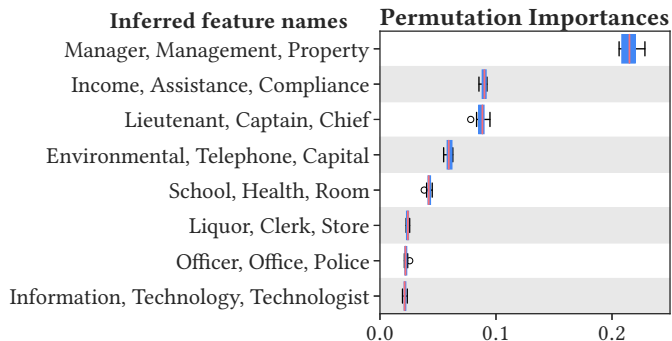 Inferred feature names Permutation Importances
Manager, Management, Property
Income, Assistance, Compliance
Lieutenant, Captain, Chief
Environmental, Telephone, Capital
School, Health, Room
Liquor, Clerk, Store
Officer, Office, Police
Information, Technology, Technologist
0.0 0.1 0.2